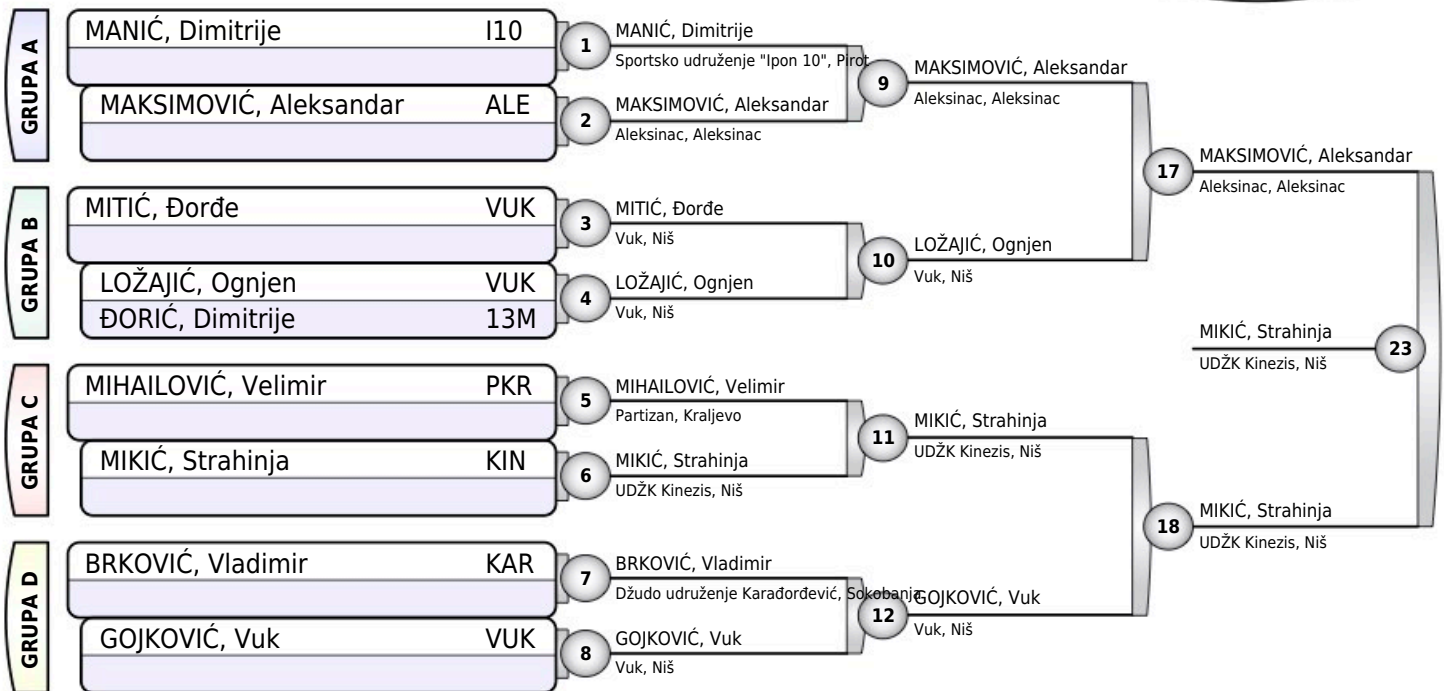 GRUPA A
MANIĆ, Dimitrije I10
MAKSIMOVIĆ, Aleksandar ALE
GRUPA B
MITIĆ, Đorđe VUK
LOŽAJIĆ, Ognjen VUK
ĐORIĆ, Dimitrije 13M
GRUPA C
MIHAILOVIĆ, Velimir PKR
MIKIĆ, Strahinja KIN
GRUPA D
BRKOVIĆ, Vladimir KAR
GOJKOVIĆ, Vuk VUK
1
MANIĆ, Dimitrije
Sportsko udruženje "Ipon 10", Pirot
2
MAKSIMOVIĆ, Aleksandar
Aleksinac, Aleksinac
3
MITIĆ, Đorđe
Vuk, Niš
4
LOŽAJIĆ, Ognjen
Vuk, Niš
5
MIHAILOVIĆ, Velimir
Partizan, Kraljevo
6
MIKIĆ, Strahinja
UDŽK Kinezis, Niš
7
BRKOVIĆ, Vladimir
Džudo udruženje Karađorđević, Sokobanja
8
GOJKOVIĆ, Vuk
Vuk, Niš
9
MAKSIMOVIĆ, Aleksandar
Aleksinac, Aleksinac
10
LOŽAJIĆ, Ognjen
Vuk, Niš
11
MIKIĆ, Strahinja
UDŽK Kinezis, Niš
12
GOJKOVIĆ, Vuk
Vuk, Niš
17
MAKSIMOVIĆ, Aleksandar
Aleksinac, Aleksinac
18
MIKIĆ, Strahinja
UDŽK Kinezis, Niš
MIKIĆ, Strahinja
UDŽK Kinezis, Niš
23